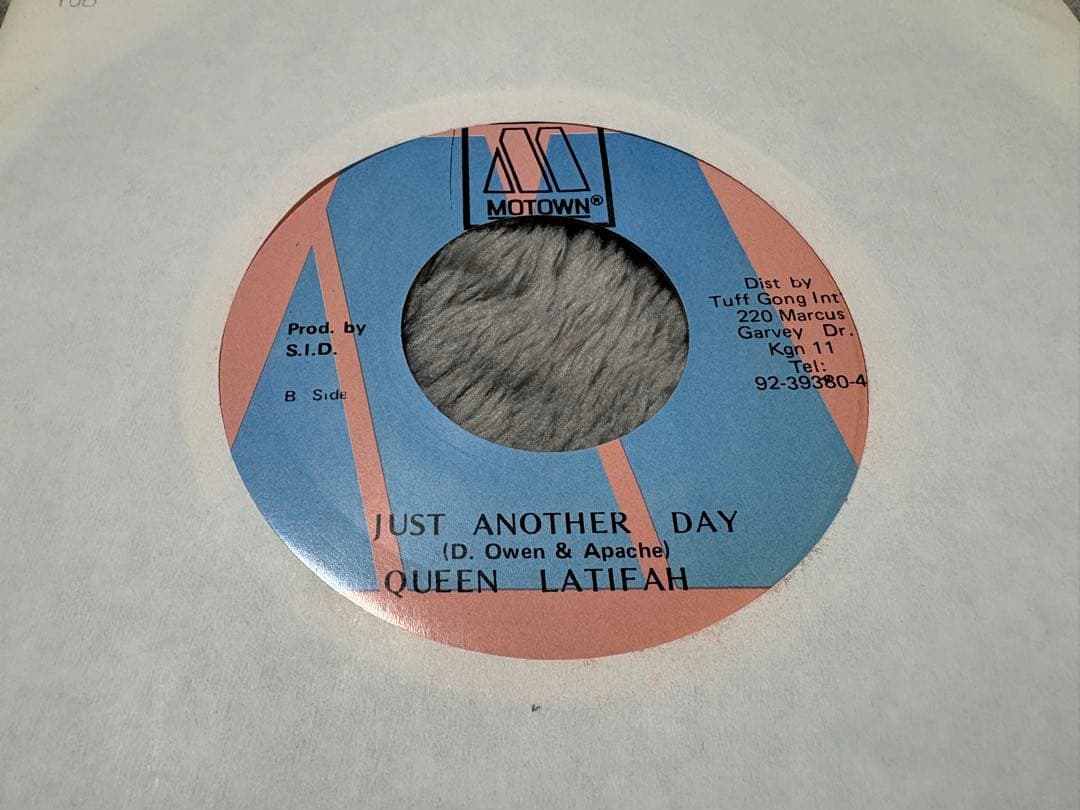 MOTOWN®
Prod. by
S.I.D.
B Side
Dist by
Tuff Gong Int
220 Marcus
Garvey Dr.
Kgn 11
Tel:
92-39380-4
JUST ANOTHER DAY
(D. Owen & Apache)
QUEEN LATIFAH